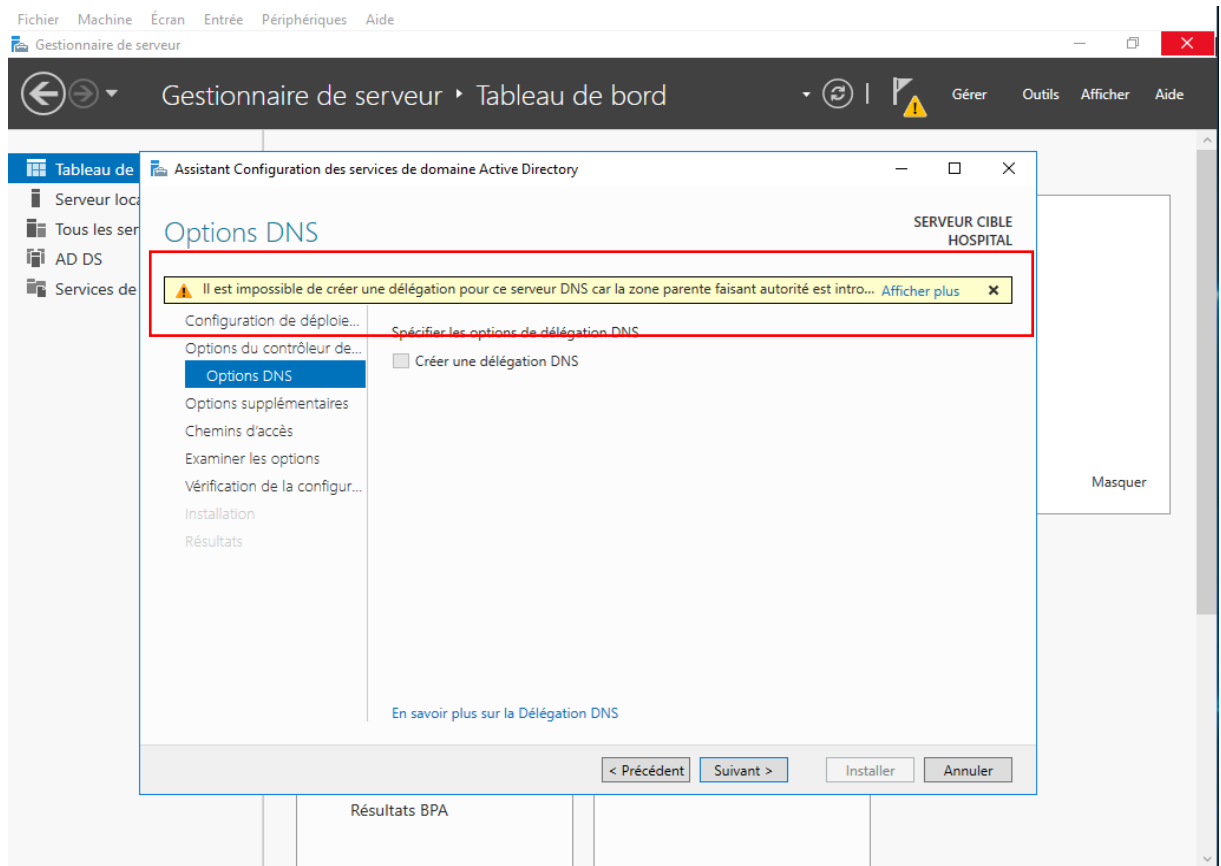 Fichier Machine Écran Entrée Périphériques Aide
Gestionnaire de serveur
Gestionnaire de serveur ‣ Tableau de bord
Gérer Outils Afficher Aide
Tableau de
Serveur loca
Tous les ser
AD DS
Services de
Assistant Configuration des services de domaine Active Directory
Options DNS
SERVEUR CIBLE
HOSPITAL
Il est impossible de créer une délégation pour ce serveur DNS car la zone parente faisant autorité est intro... Afficher plus
Configuration de déploie...
Options du contrôleur de...
Options DNS
Options supplémentaires
Chemins d'accès
Examiner les options
Vérification de la configur...
Installation
Résultats
Spécifier les options de délégation DNS
Créer une délégation DNS
En savoir plus sur la Délégation DNS
Masquer
< Précédent Suivant > Installer Annuler
Résultats BPA